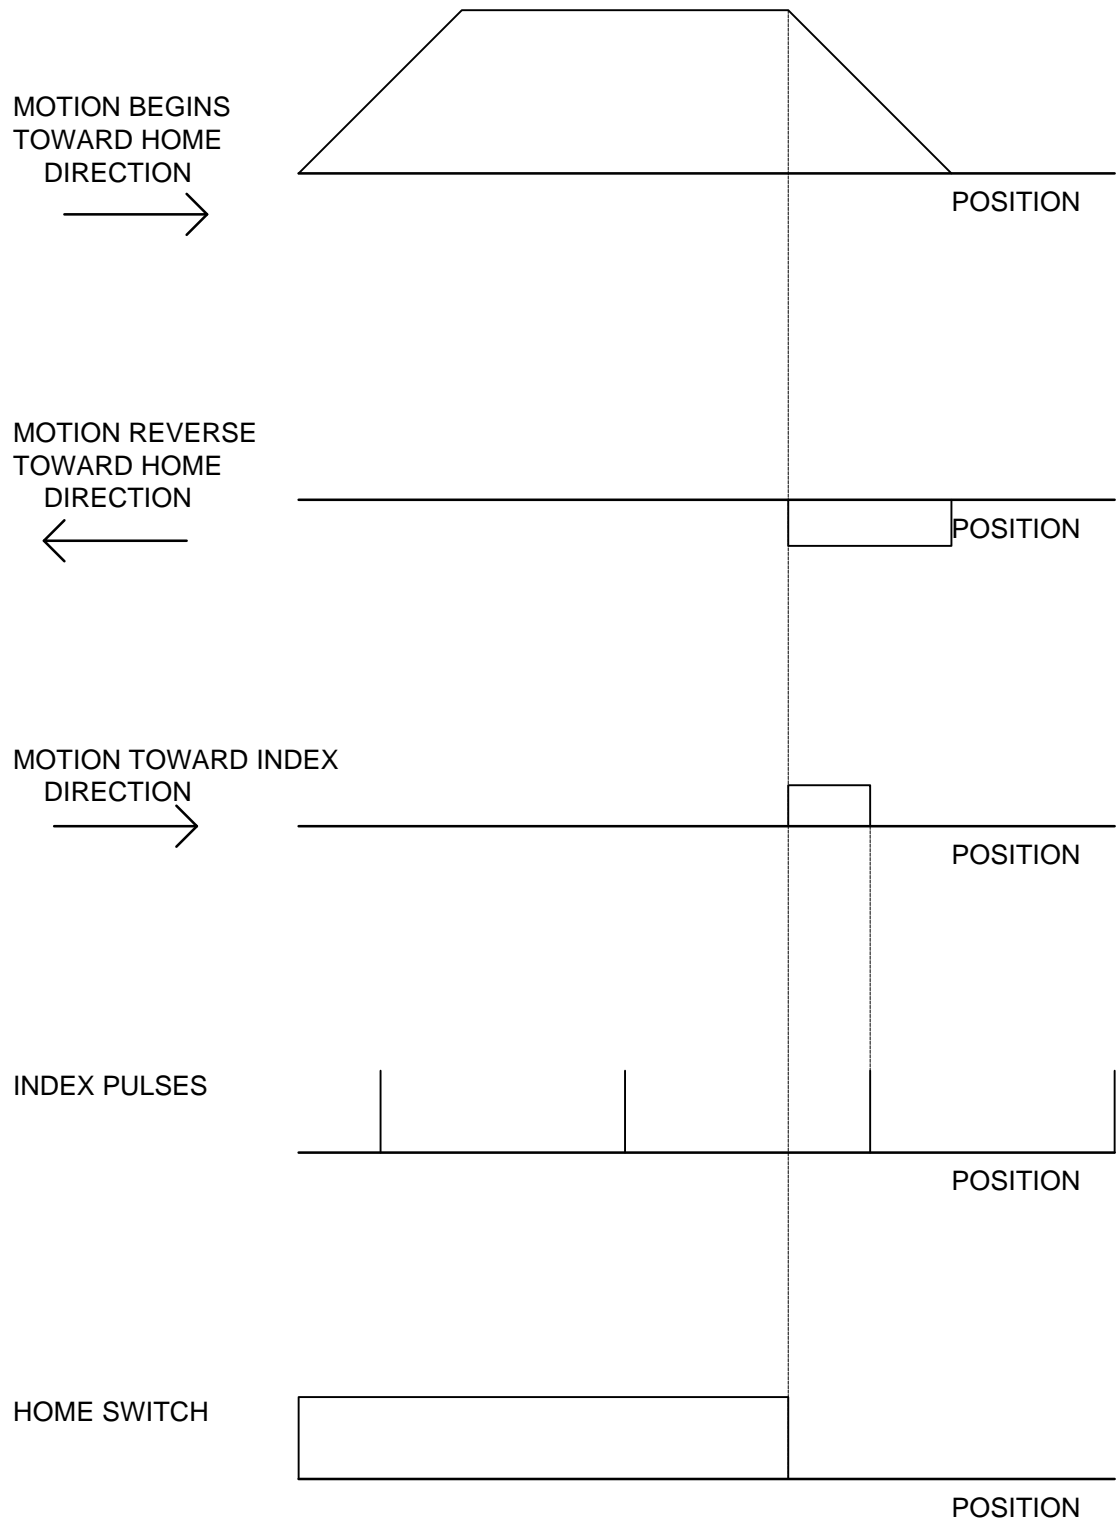 MOTION BEGINS
TOWARD HOME
DIRECTION
POSITION
MOTION REVERSE
TOWARD HOME
DIRECTION
POSITION
MOTION TOWARD INDEX
DIRECTION
POSITION
INDEX PULSES
POSITION
HOME SWITCH
POSITION